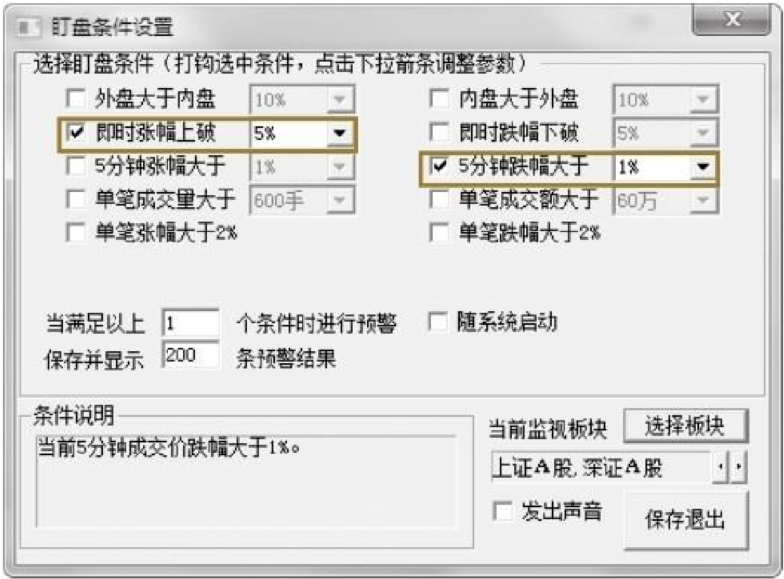 盯盘条件设置
选择盯盘条件（打钩选中条件，点击下拉箭条调整参数）
外盘大于内盘 10% 内盘大于外盘 10%
即时涨幅上破 5% 即时跌幅下破 5%
5分钟涨幅大于 1% 5分钟跌幅大于 1%
单笔成交量大于 600手 单笔成交额大于 60万
单笔涨幅大于2% 单笔跌幅大于2%
当满足以上 1 个条件时进行预警 随系统启动
保存并显示 200 条预警结果
条件说明
当前5分钟成交价跌幅大于1%。
当前监视板块 选择板块
上证A股,深证A股
发出声音 保存退出